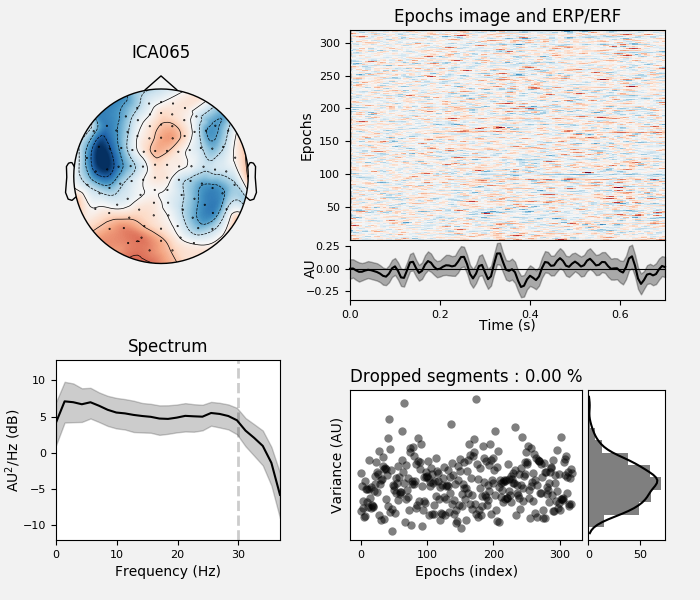 ICA065
Epochs image and ERP/ERF
Epochs
300
250
200
150
100
50
AU
0.25
0.00
−0.25
0.0 0.2 0.4 0.6
Time (s)
Spectrum
AU²/Hz (dB)
10
5
0
−5
−10
0 10 20 30
Frequency (Hz)
Dropped segments : 0.00 %
Variance (AU)
0 100 200 300
Epochs (index)
0 50